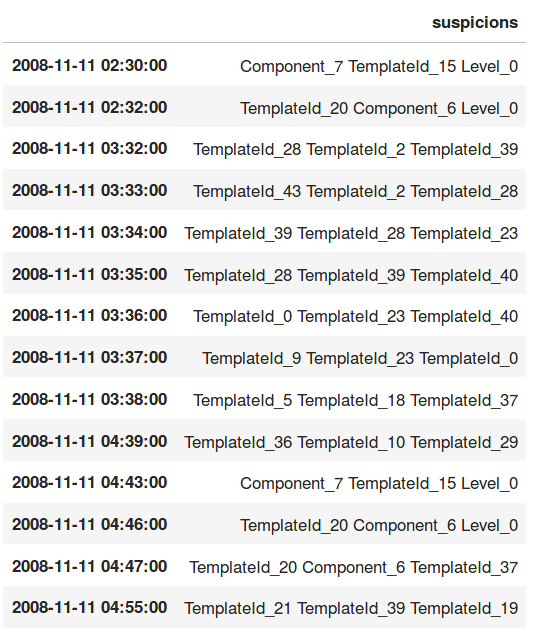 suspicions
2008-11-11 02:30:00 Component_7 TemplateId_15 Level_0
2008-11-11 02:32:00 TemplateId_20 Component_6 Level_0
2008-11-11 03:32:00 TemplateId_28 TemplateId_2 TemplateId_39
2008-11-11 03:33:00 TemplateId_43 TemplateId_2 TemplateId_28
2008-11-11 03:34:00 TemplateId_39 TemplateId_28 TemplateId_23
2008-11-11 03:35:00 TemplateId_28 TemplateId_39 TemplateId_40
2008-11-11 03:36:00 TemplateId_0 TemplateId_23 TemplateId_40
2008-11-11 03:37:00 TemplateId_9 TemplateId_23 TemplateId_0
2008-11-11 03:38:00 TemplateId_5 TemplateId_18 TemplateId_37
2008-11-11 04:39:00 TemplateId_36 TemplateId_10 TemplateId_29
2008-11-11 04:43:00 Component_7 TemplateId_15 Level_0
2008-11-11 04:46:00 TemplateId_20 Component_6 Level_0
2008-11-11 04:47:00 TemplateId_20 Component_6 TemplateId_37
2008-11-11 04:55:00 TemplateId_21 TemplateId_39 TemplateId_19